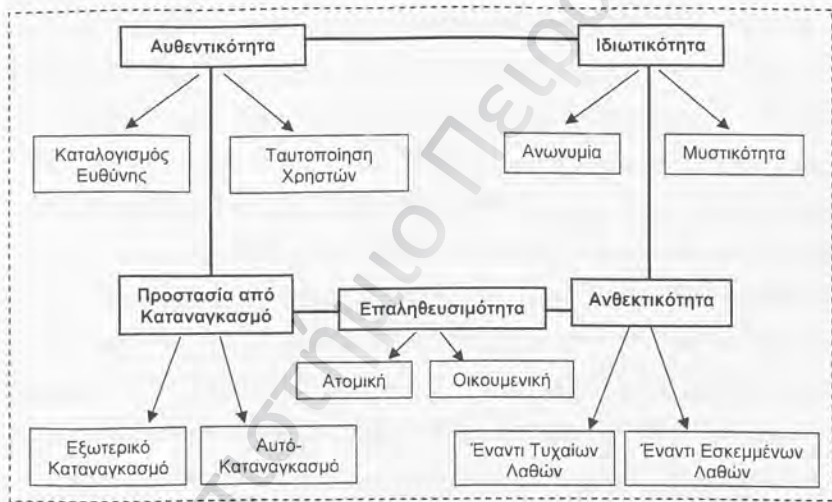 Αυθεντικότητα
Ιδιωτικότητα
Καταλογισμός
Ευθύνης
Ταυτοποίηση
Χρηστών
Ανωνυμία
Μυστικότητα
Προστασία από
Καταναγκασμό
Επαληθευσιμότητα
Ανθεκτικότητα
Ατομική
Οικουμενική
Εξωτερικό
Καταναγκασμό
Αυτό-
Καταναγκασμό
Έναντι Τυχαίων
Λαθών
Έναντι Εσκεμμένων
Λαθών